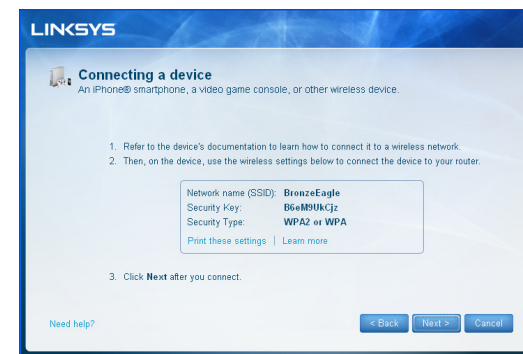 LINKSYS
Connecting a device
An iPhone® smartphone, a video game console, or other wireless device.
1. Refer to the device's documentation to learn how to connect it to a wireless network.
2. Then, on the device, use the wireless settings below to connect the device to your router.
Network name (SSID): BronzeEagle
Security Key: B6eM9UkCjz
Security Type: WPA2 or WPA
Print these settings | Learn more
3. Click Next after you connect.
Need help? < Back Next > Cancel